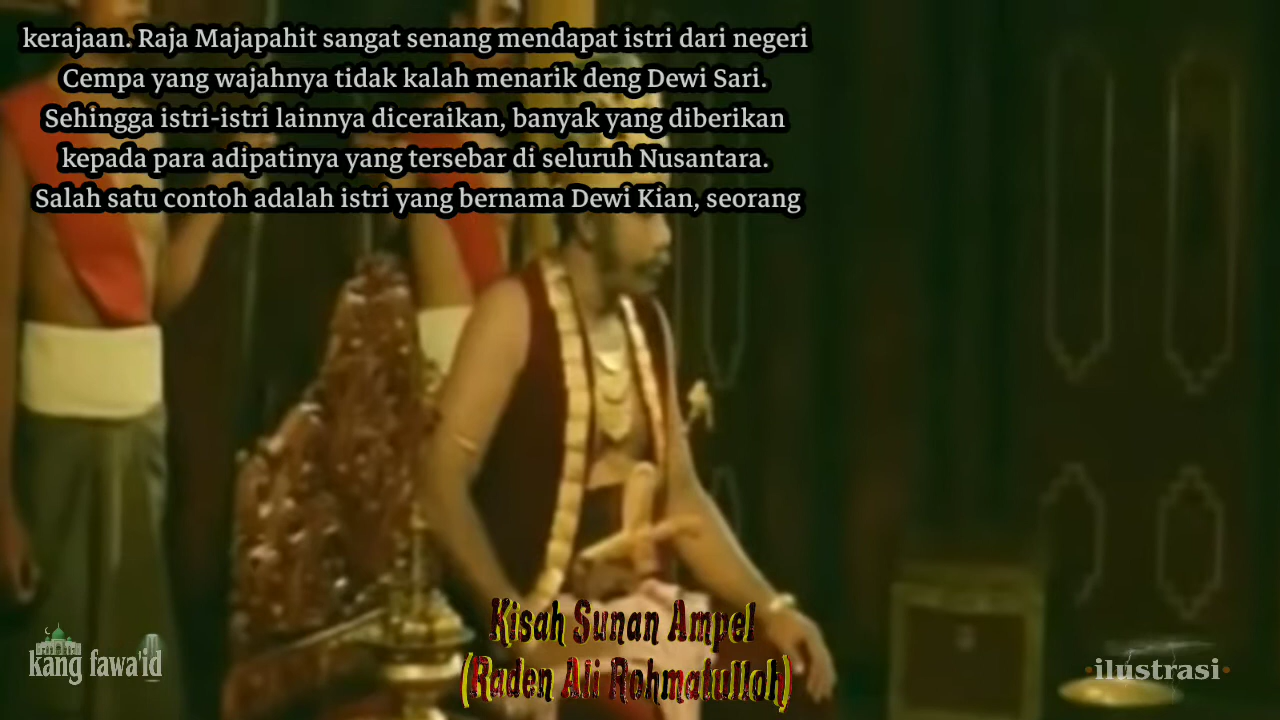 kerajaan. Raja Majapahit sangat senang mendapat istri dari negeri
Cempa yang wajahnya tidak kalah menarik deng Dewi Sari.
Sehingga istri-istri lainnya diceraikan, banyak yang diberikan
kepada para adipatinya yang tersebar di seluruh Nusantara.
Salah satu contoh adalah istri yang bernama Dewi Kian, seorang
Kisah Sunan Ampel
(Raden Ali Rohmatulloh)
kang fawa'id
·ilustrasi·